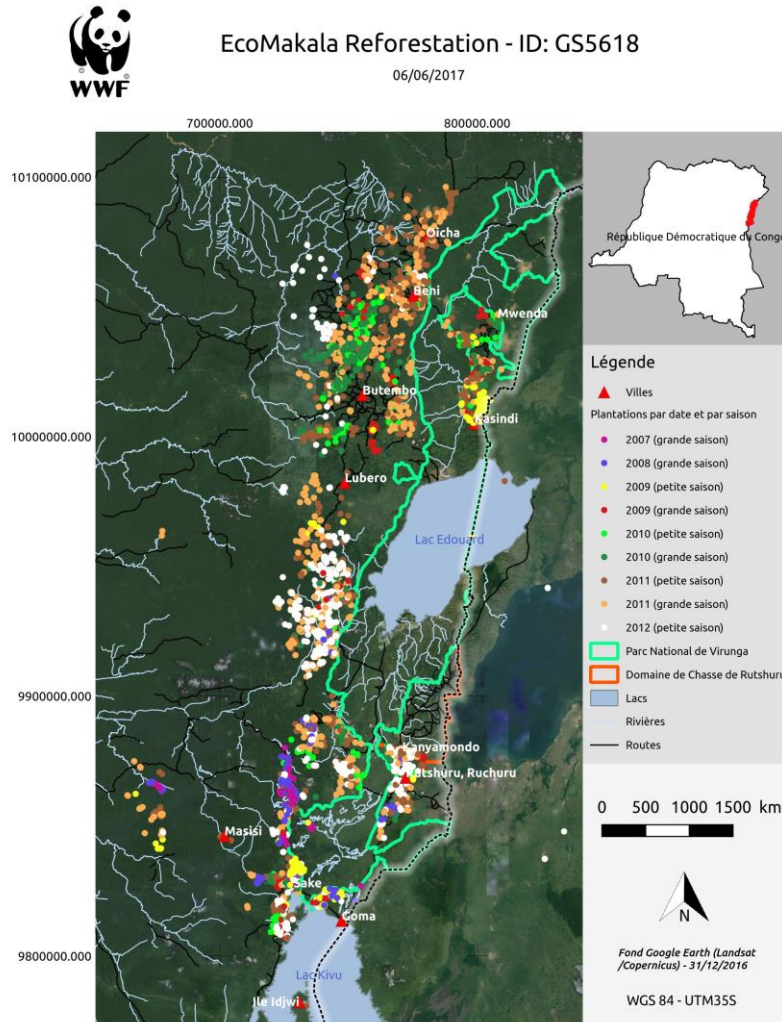 WWF
EcoMakala Reforestation - ID: GS5618
06/06/2017
700000.000
800000.000
10100000.000
10000000.000
9900000.000
9800000.000
Oicha
Beni
Mwenda
Butembo
Kasindi
Lubero
Lac Edouard
Kanyamondo
Rutshuru, Ruchuru
Masisi
Sake
Goma
Lac Kivu
Ile Idjwi
République Démocratique du Congo
Légende
Villes
Plantations par date et par saison
2007 (grande saison)
2008 (grande saison)
2009 (petite saison)
2009 (grande saison)
2010 (petite saison)
2010 (grande saison)
2011 (petite saison)
2011 (grande saison)
2012 (petite saison)
Parc National de Virunga
Domaine de Chasse de Rutshuru
Lacs
Rivières
Routes
0 500 1000 1500 km
N
Fond Google Earth (Landsat
/Copernicus) - 31/12/2016
WGS 84 - UTM35S